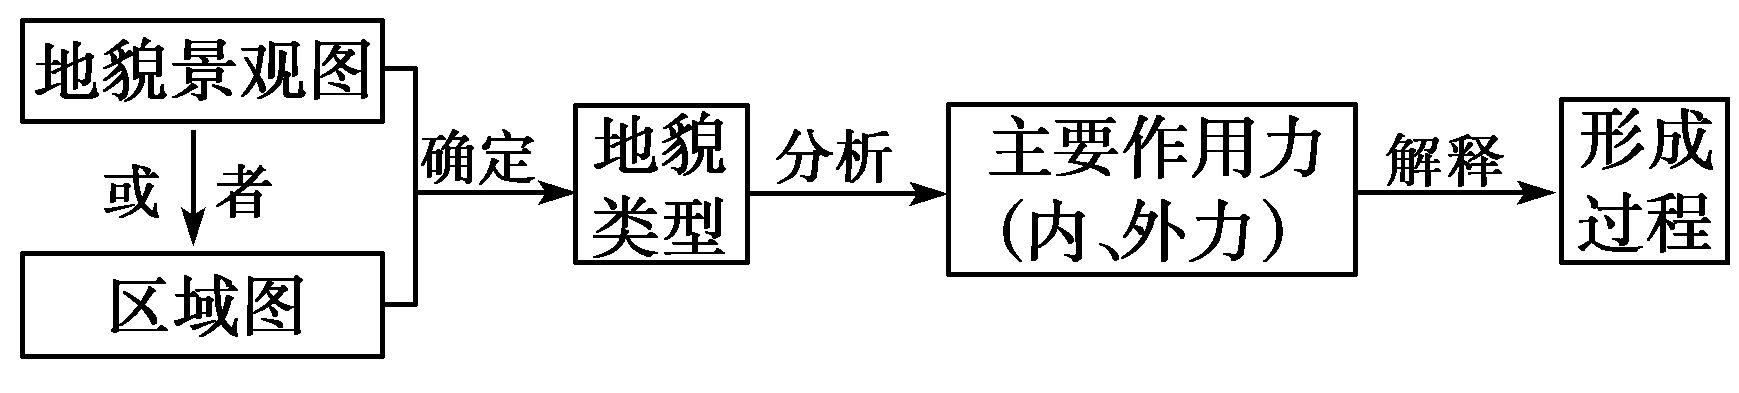 地貌景观图
或者
区域图
确定
地貌
类型
分析
主要作用力
(内、外力)
解释
形成
过程